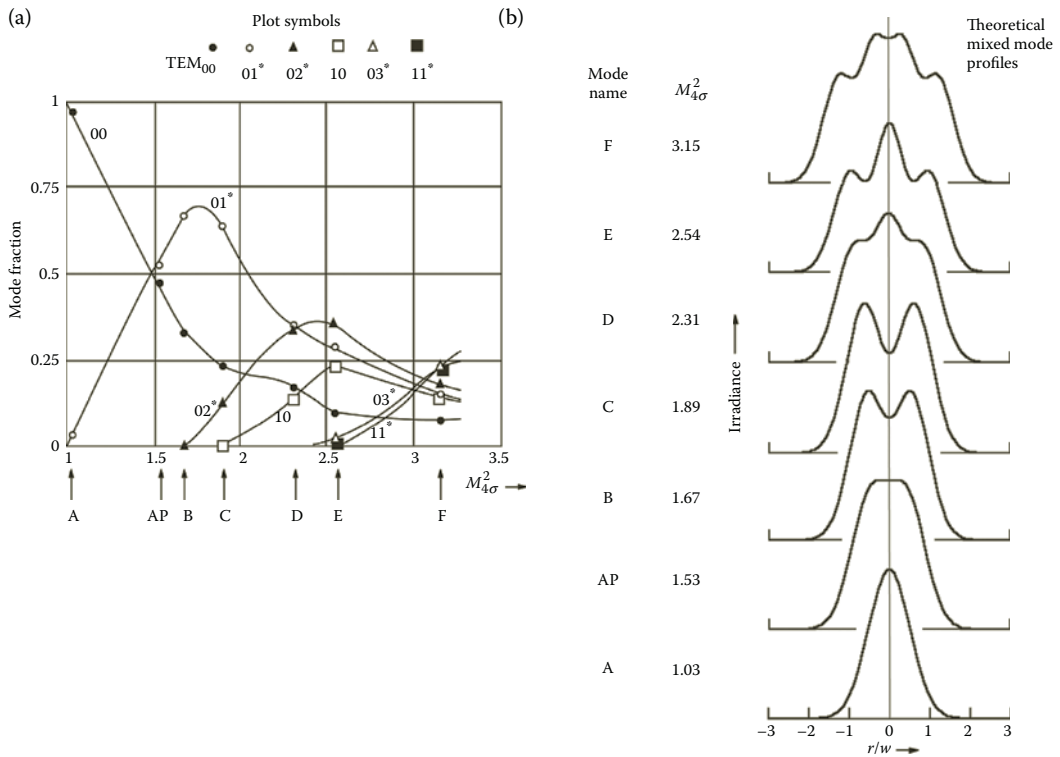 (a)
Plot symbols
TEM00 01* 02* 10 03* 11*
1
0.75
0.5
0.25
0
Mode fraction
00
01*
02*
10
03*
11*
1 1.5 2 2.5 3 3.5
M²4σ
A AP B C D E F
(b)
Theoretical
mixed mode
profiles
Mode
name M²4σ
F 3.15
E 2.54
D 2.31
C 1.89
B 1.67
AP 1.53
A 1.03
Irradiance
−3 −2 −1 0 1 2 3
r/w